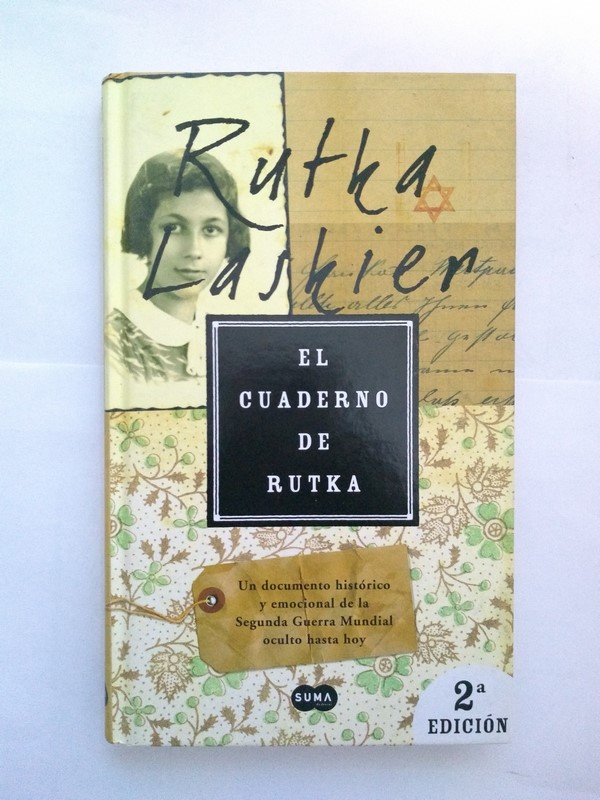 Rutka
Laskier
EL
CUADERNO
DE
RUTKA
Un documento histórico
y emocional de la
Segunda Guerra Mundial
oculto hasta hoy
SUMA
2ª
EDICIÓN